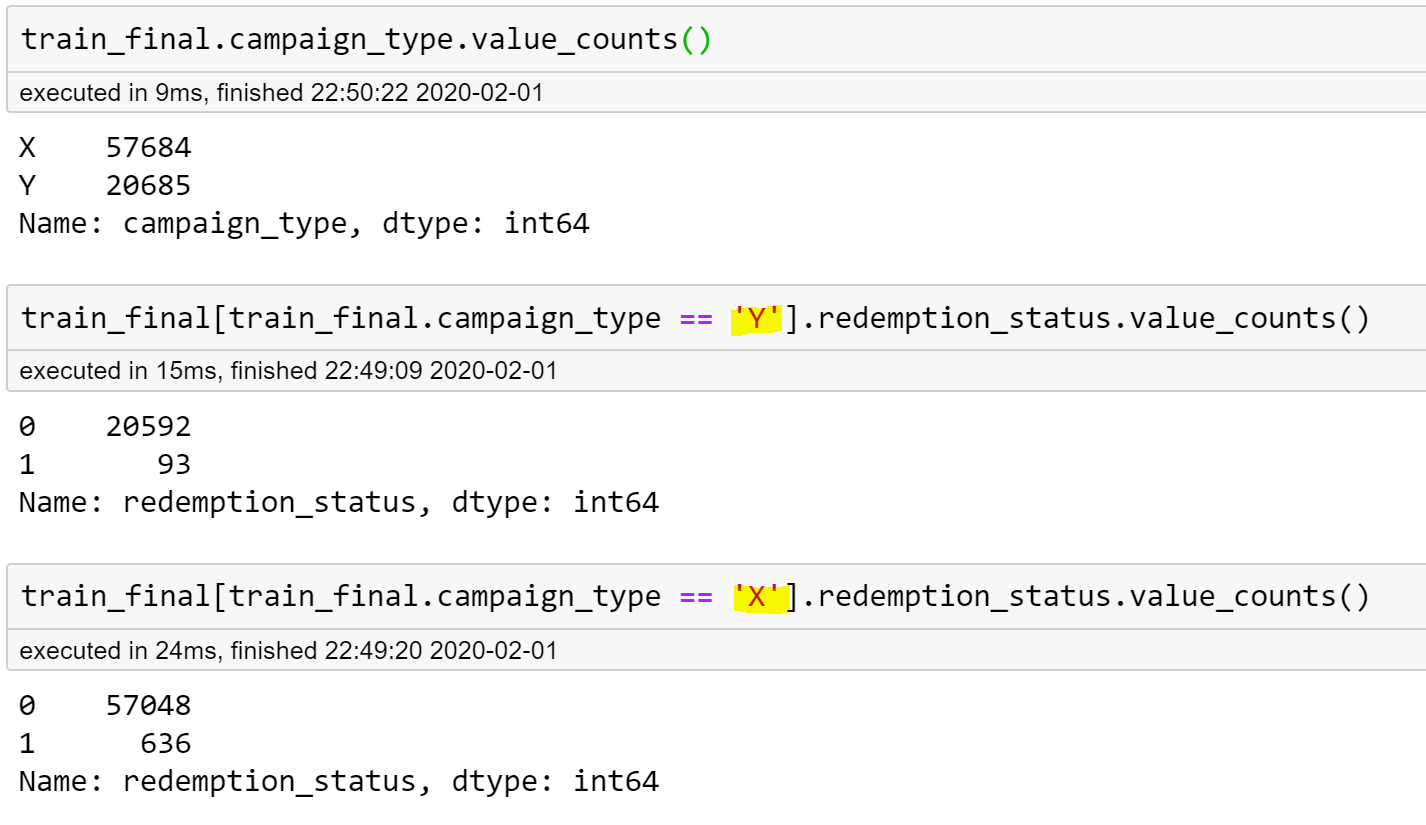 train_final.campaign_type.value_counts()
executed in 9ms, finished 22:50:22 2020-02-01
X    57684
Y    20685
Name: campaign_type, dtype: int64
train_final[train_final.campaign_type == 'Y'].redemption_status.value_counts()
executed in 15ms, finished 22:49:09 2020-02-01
0    20592
1       93
Name: redemption_status, dtype: int64
train_final[train_final.campaign_type == 'X'].redemption_status.value_counts()
executed in 24ms, finished 22:49:20 2020-02-01
0    57048
1      636
Name: redemption_status, dtype: int64